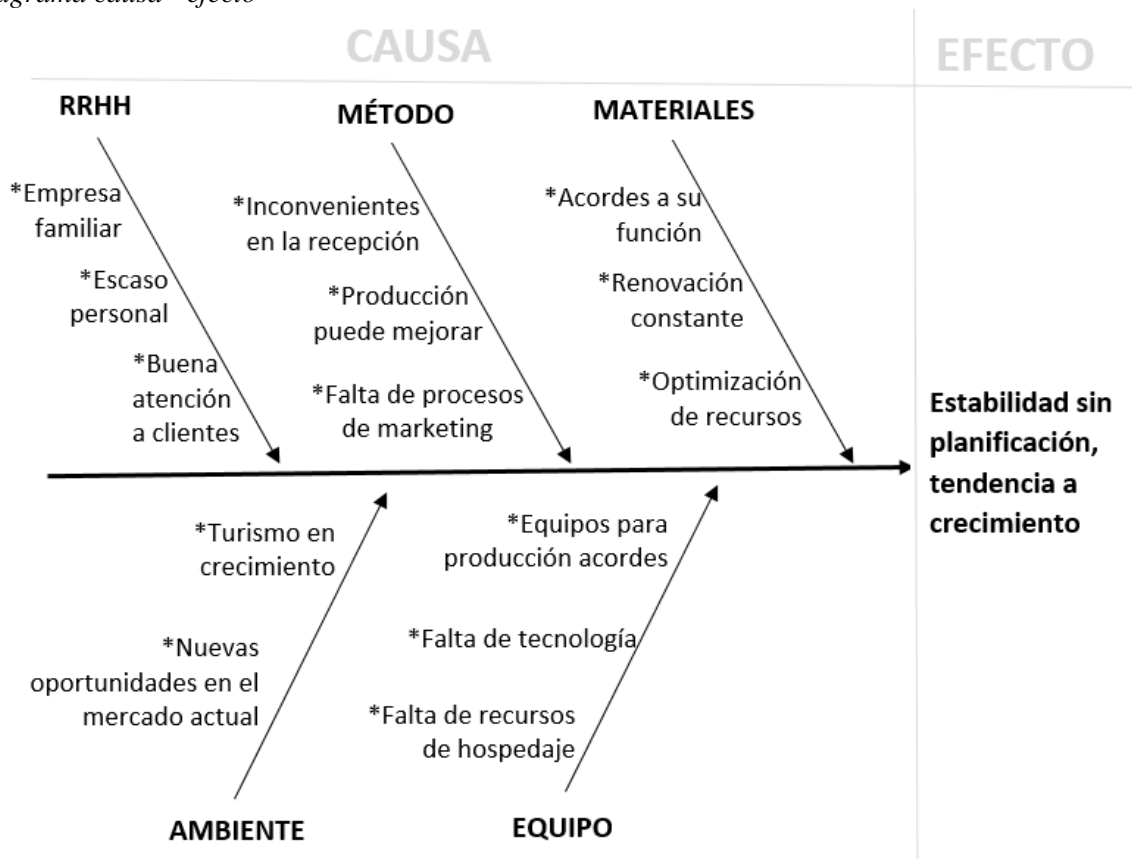 causa - efecto
CAUSA
EFECTO
RRHH
*Empresa
familiar
*Escaso
personal
*Buena
atención
a clientes
MÉTODO
*Inconvenientes
en la recepción
*Producción
puede mejorar
*Falta de procesos
de marketing
MATERIALES
*Acordes a su
función
*Renovación
constante
*Optimización
de recursos
Estabilidad sin
planificación,
tendencia a
crecimiento
*Turismo en
crecimiento
*Nuevas
oportunidades en el
mercado actual
AMBIENTE
*Equipos para
producción acordes
*Falta de tecnología
*Falta de recursos
de hospedaje
EQUIPO